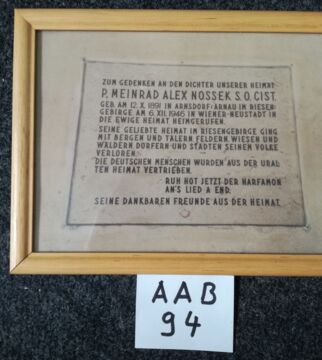 ZUM GEDENKEN AN DEN DICHTER UNSERER HEIMAT
P. MEINRAD ALEX NOSSEK S.O.CIST.
GEB. AM 12. X. 1891 IN ARNSDORF/ARNAU IM RIESEN-
GEBIRGE AM 6. XII. 1946 IN WIENER-NEUSTADT IN
DIE EWIGE HEIMAT HEIMGERUFEN.
SEINE GELIEBTE HEIMAT IM RIESENGEBIRGE GING
MIT BERGEN UND TÄLERN FELDERN WIESEN UND
WÄLDERN DÖRFERN UND STÄDTEN SEINEM VOLKE
VERLOREN.
DIE DEUTSCHEN MENSCHEN WURDEN AUS DER URAL
TEN HEIMAT VERTRIEBEN.
RUH HOT JETZT DER HARFAMON
AN'S LIED A END.
SEINE DANKBAREN FREUNDE AUS DER HEIMAT.
AAB
94